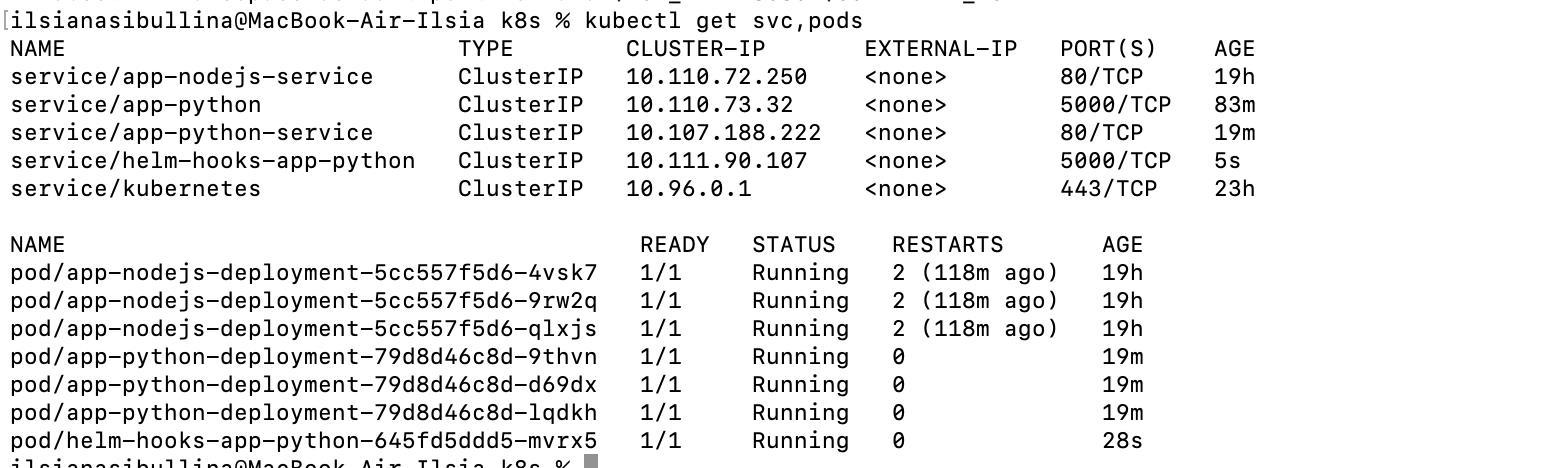 ilsianasibullina@MacBook-Air-Ilsia k8s % kubectl get svc,pods
NAME TYPE CLUSTER-IP EXTERNAL-IP PORT(S) AGE
service/app-nodejs-service ClusterIP 10.110.72.250 <none> 80/TCP 19h
service/app-python ClusterIP 10.110.73.32 <none> 5000/TCP 83m
service/app-python-service ClusterIP 10.107.188.222 <none> 80/TCP 19m
service/helm-hooks-app-python ClusterIP 10.111.90.107 <none> 5000/TCP 5s
service/kubernetes ClusterIP 10.96.0.1 <none> 443/TCP 23h
NAME READY STATUS RESTARTS AGE
pod/app-nodejs-deployment-5cc557f5d6-4vsk7 1/1 Running 2 (118m ago) 19h
pod/app-nodejs-deployment-5cc557f5d6-9rw2q 1/1 Running 2 (118m ago) 19h
pod/app-nodejs-deployment-5cc557f5d6-qlxjs 1/1 Running 2 (118m ago) 19h
pod/app-python-deployment-79d8d46c8d-9thvn 1/1 Running 0 19m
pod/app-python-deployment-79d8d46c8d-d69dx 1/1 Running 0 19m
pod/app-python-deployment-79d8d46c8d-lqdkh 1/1 Running 0 19m
pod/helm-hooks-app-python-645fd5ddd5-mvrx5 1/1 Running 0 28s
ilsianasibullina@MacBook-Air-Ilsia k8s %